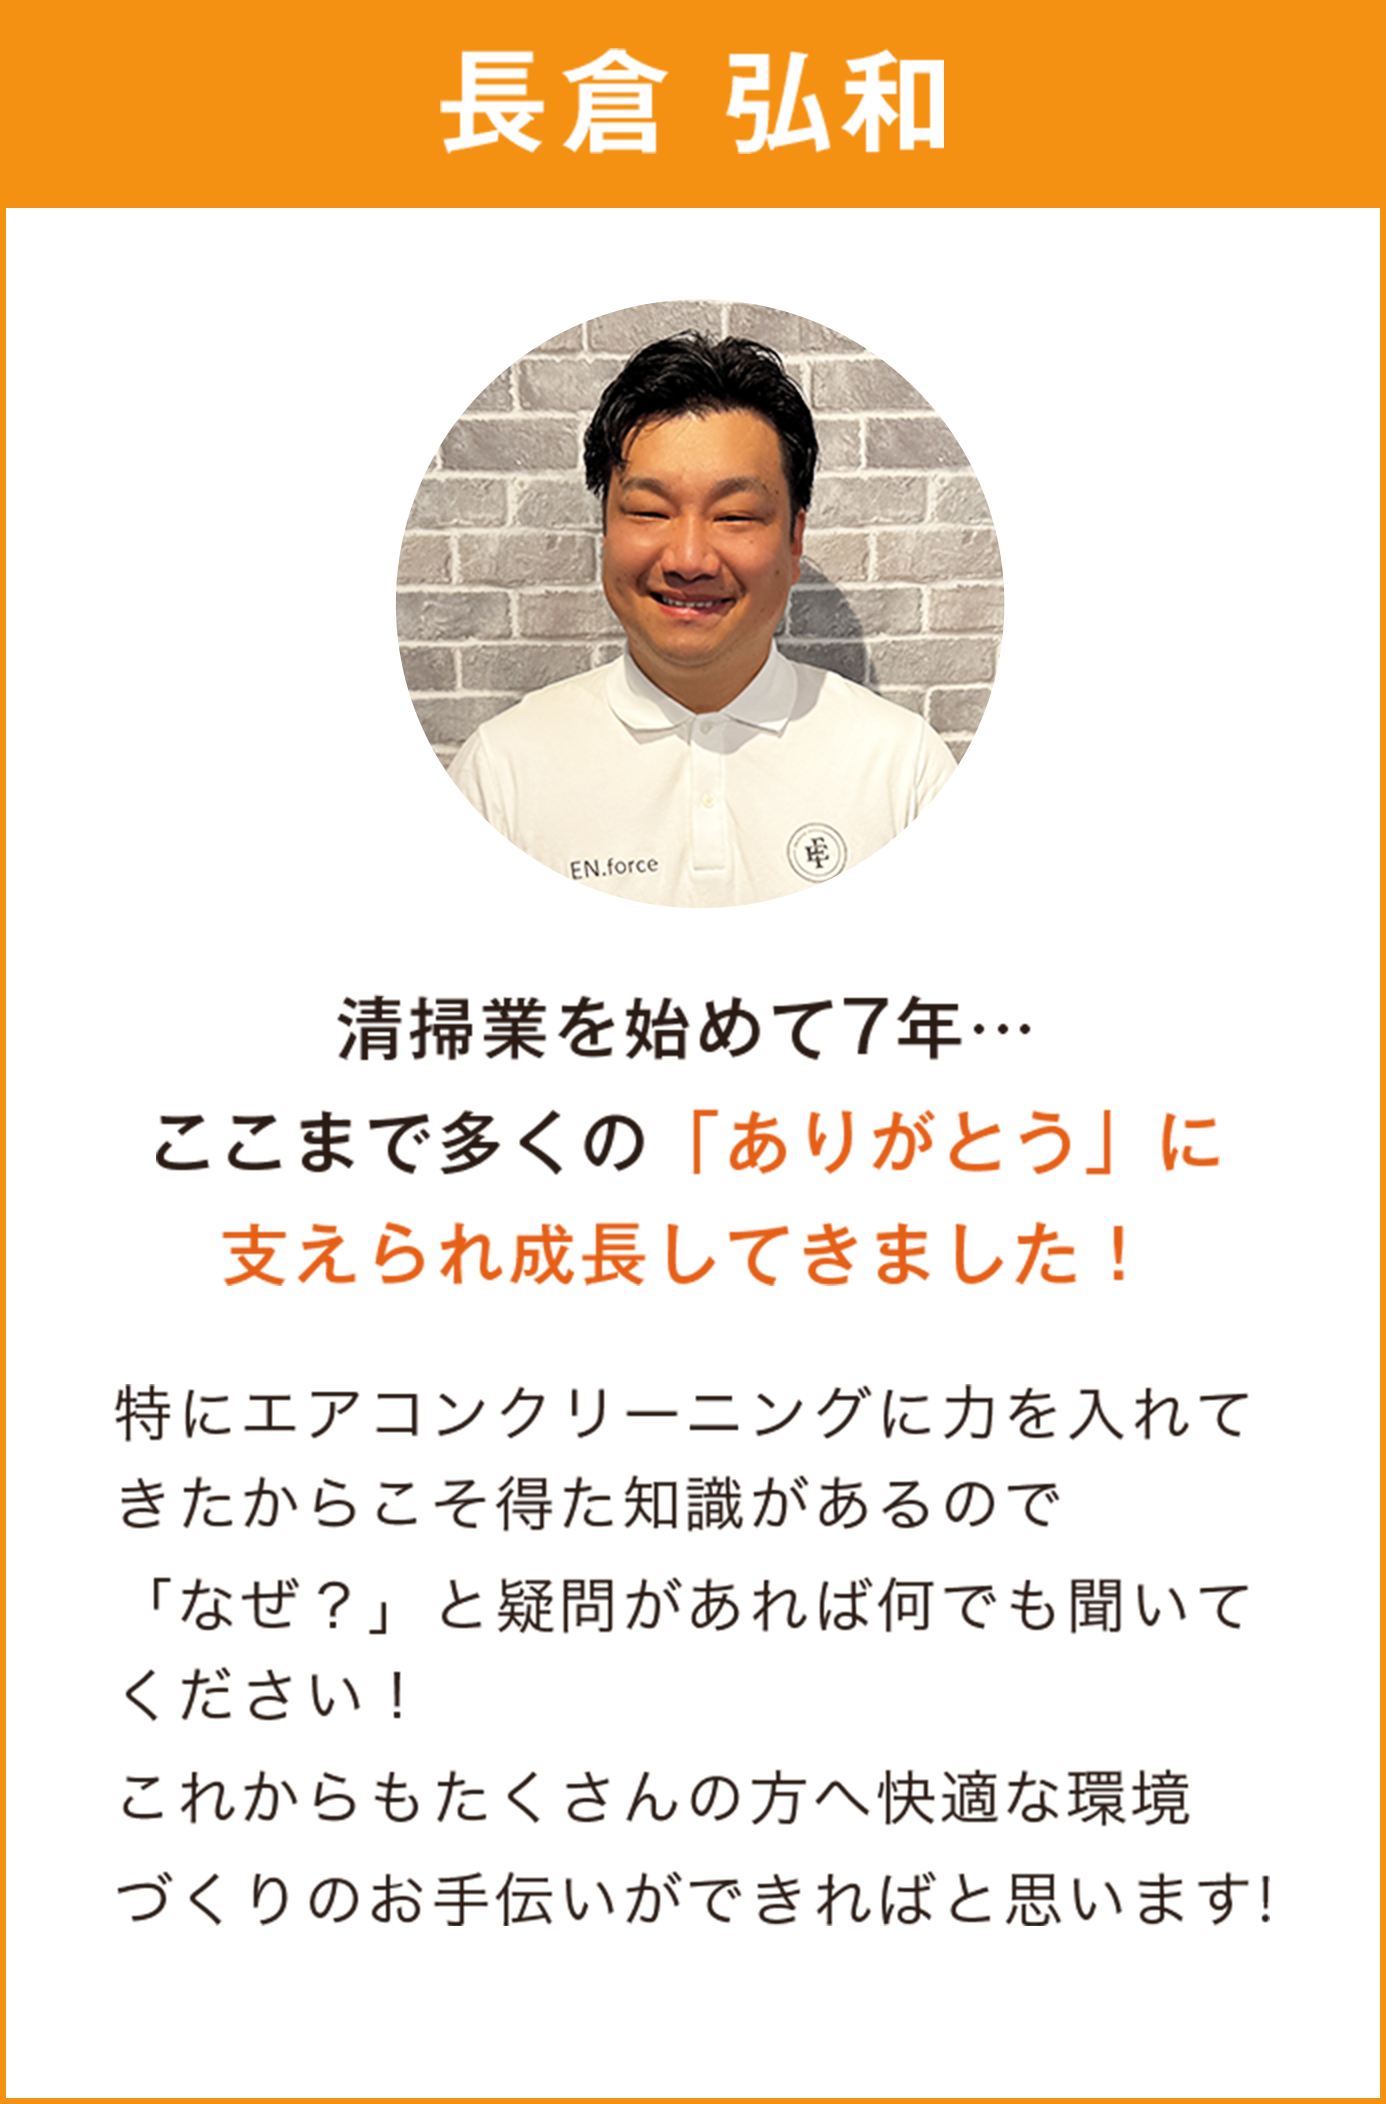 長倉 弘和
EN.force
清掃業を始めて7年…
ここまで多くの「ありがとう」に
支えられ成長してきました！
特にエアコンクリーニングに力を入れて
きたからこそ得た知識があるので
「なぜ？」と疑問があれば何でも聞いて
ください！
これからもたくさんの方へ快適な環境
づくりのお手伝いができればと思います!